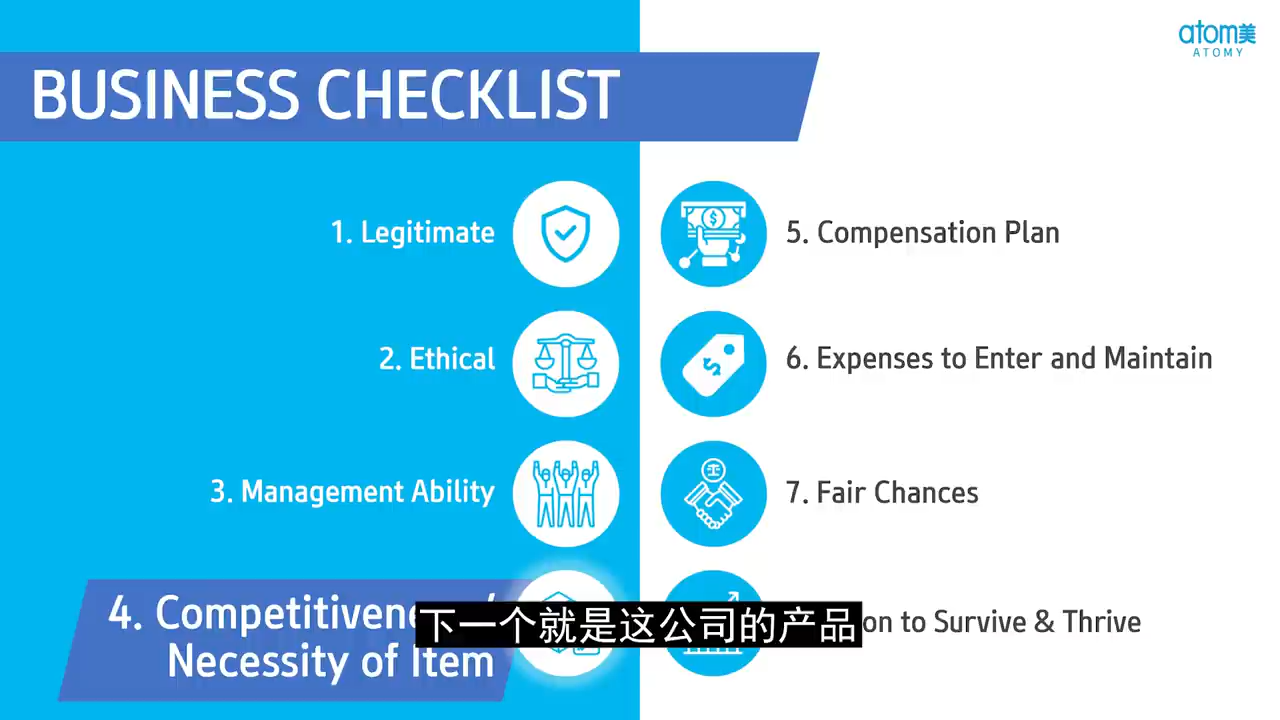 atom美
ATOMY
BUSINESS CHECKLIST
1. Legitimate
2. Ethical
3. Management Ability
4. Competitivene
Necessity of Item
5. Compensation Plan
6. Expenses to Enter and Maintain
7. Fair Chances
on to Survive & Thrive
下一个就是这公司的产品